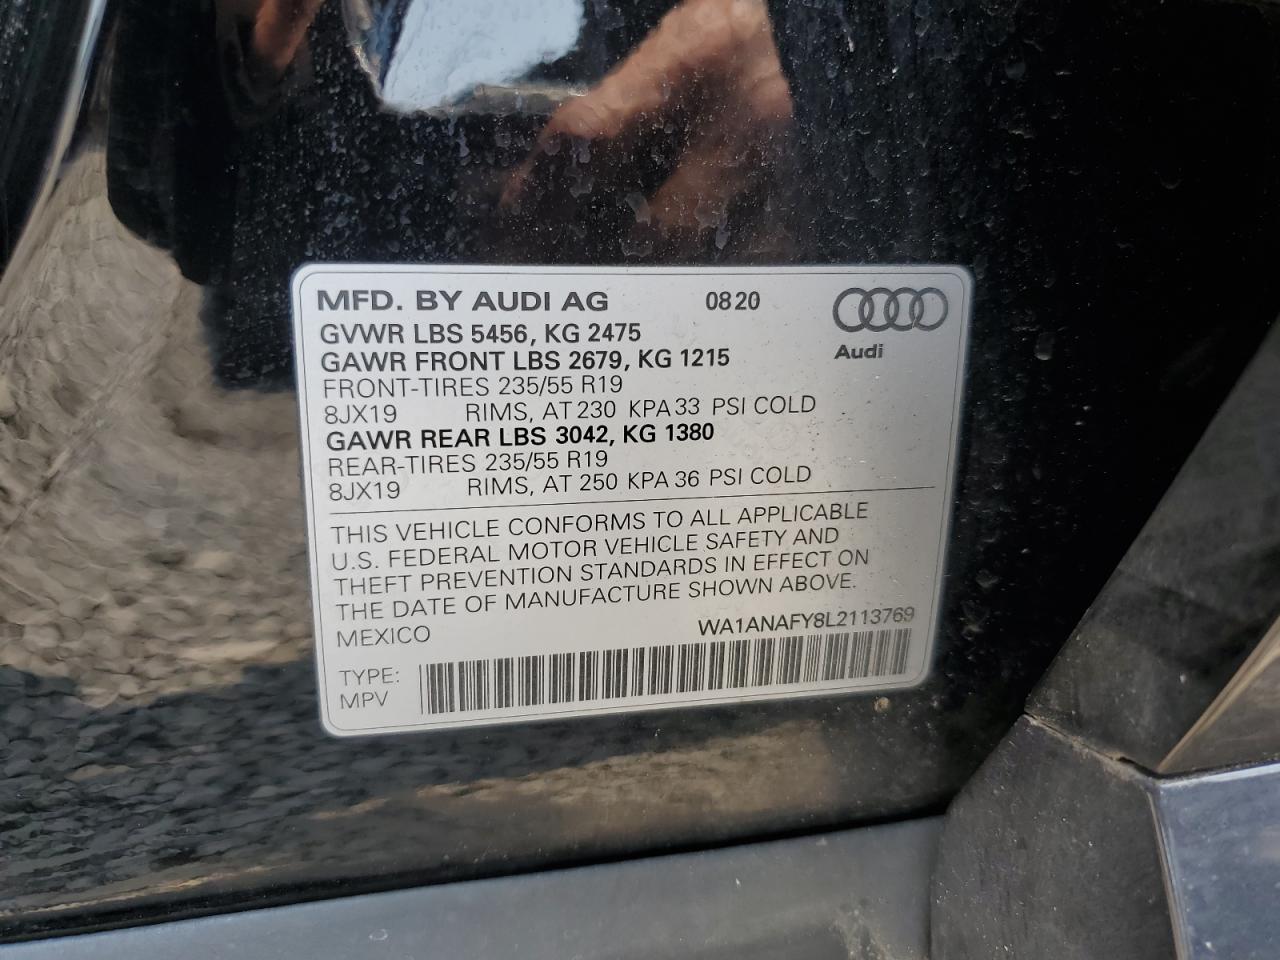 MFD. BY AUDI AG 0820
GVWR LBS 5456, KG 2475
GAWR FRONT LBS 2679, KG 1215
Audi
FRONT-TIRES 235/55 R19
8JX19 RIMS, AT 230 KPA 33 PSI COLD
GAWR REAR LBS 3042, KG 1380
REAR-TIRES 235/55 R19
8JX19 RIMS, AT 250 KPA 36 PSI COLD
THIS VEHICLE CONFORMS TO ALL APPLICABLE
U.S. FEDERAL MOTOR VEHICLE SAFETY AND
THEFT PREVENTION STANDARDS IN EFFECT ON
THE DATE OF MANUFACTURE SHOWN ABOVE.
MEXICO WA1ANAFY8L2113769
TYPE:
MPV